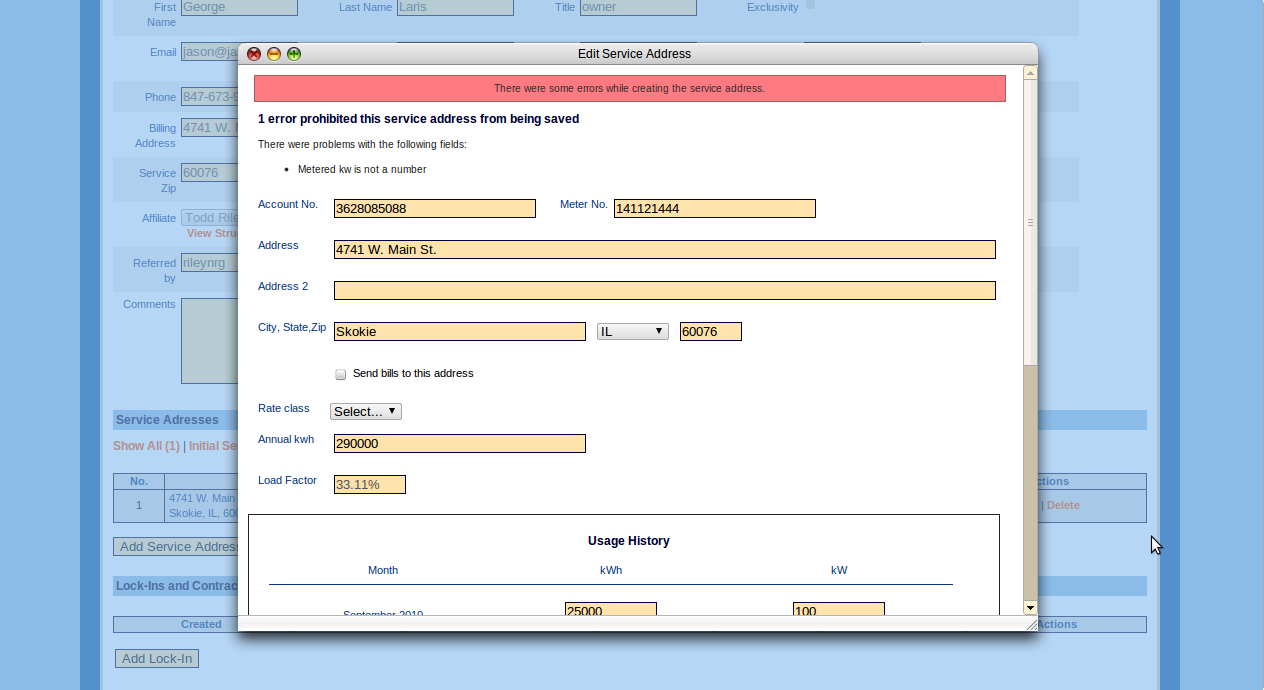 First Name George Last Name Laris Title owner Exclusivity
Email jason@ja
Phone 847-673-9
Billing Address 4741 W. M
Service Zip 60076
Affiliate Todd Rile
View Stru
Referred by rileynrg
Comments
Service Adresses
Show All (1) | Initial Se
No. ctions
1 4741 W. Main
Skokie, IL, 600 | Delete
Add Service Address
Lock-Ins and Contrac
Created Actions
Add Lock-In
Edit Service Address
There were some errors while creating the service address.
1 error prohibited this service address from being saved
There were problems with the following fields:
• Metered kw is not a number
Account No. 3628085088 Meter No. 141121444
Address 4741 W. Main St.
Address 2
City, State,Zip Skokie IL 60076
Send bills to this address
Rate class Select...
Annual kwh 290000
Load Factor 33.11%
Usage History
Month kWh kW
September 2010 25000 100